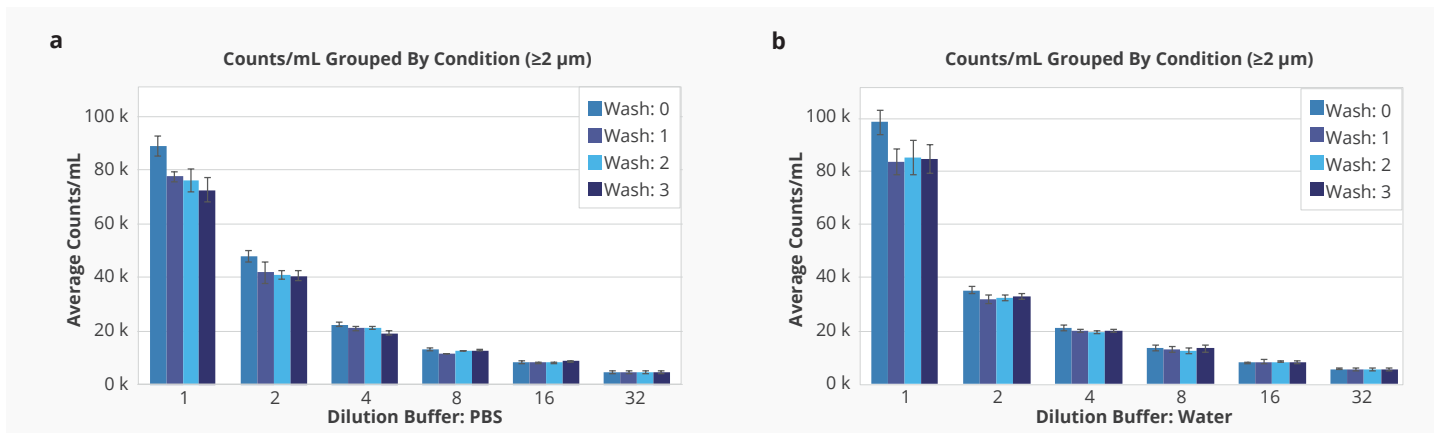 a
Counts/mL Grouped By Condition (≥2 µm)
Average Counts/mL
100 k
80 k
60 k
40 k
20 k
0 k
Wash: 0
Wash: 1
Wash: 2
Wash: 3
1 2 4 8 16 32
Dilution Buffer: PBS
b
Counts/mL Grouped By Condition (≥2 µm)
Average Counts/mL
100 k
80 k
60 k
40 k
20 k
0 k
Wash: 0
Wash: 1
Wash: 2
Wash: 3
1 2 4 8 16 32
Dilution Buffer: Water